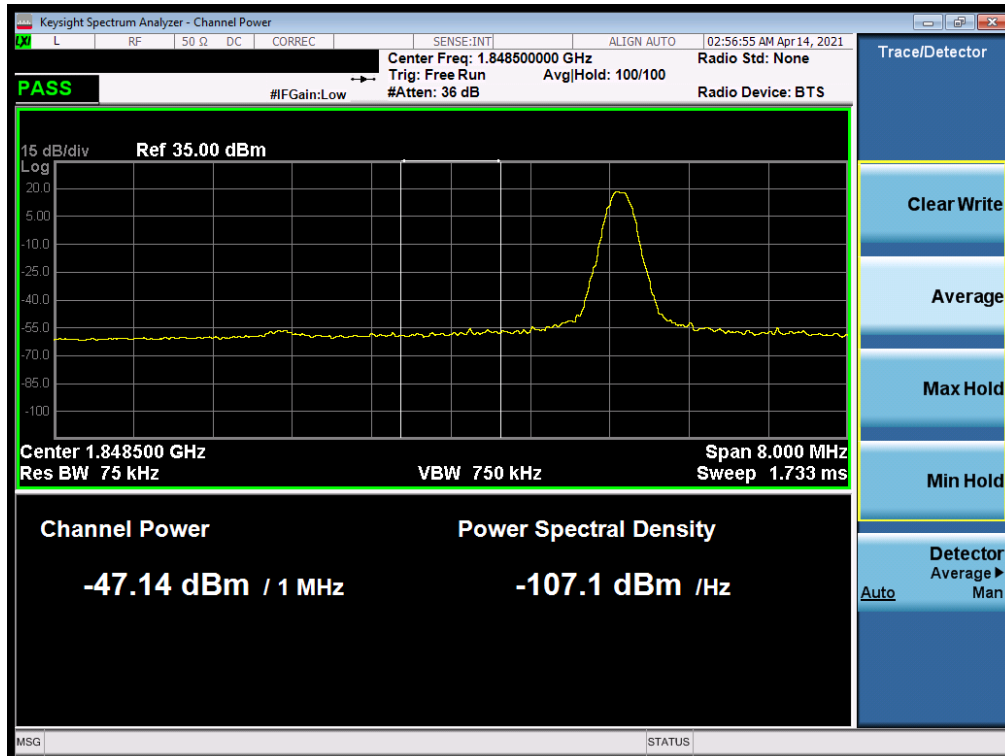 Keysight Spectrum Analyzer - Channel Power
LXI L RF 50 Ω DC CORREC SENSE:INT ALIGN AUTO 02:56:55 AM Apr 14, 2021
Center Freq: 1.848500000 GHz Radio Std: None
Trig: Free Run Avg|Hold: 100/100
PASS #IFGain:Low #Atten: 36 dB Radio Device: BTS
15 dB/div Ref 35.00 dBm
Log
20.0
5.00
-10.0
-25.0
-40.0
-55.0
-70.0
-85.0
-100
Center 1.848500 GHz Span 8.000 MHz
Res BW 75 kHz VBW 750 kHz Sweep 1.733 ms
Channel Power Power Spectral Density
-47.14 dBm / 1 MHz -107.1 dBm /Hz
MSG STATUS
Trace/Detector
Clear Write
Average
Max Hold
Min Hold
Detector
Average
Auto Man